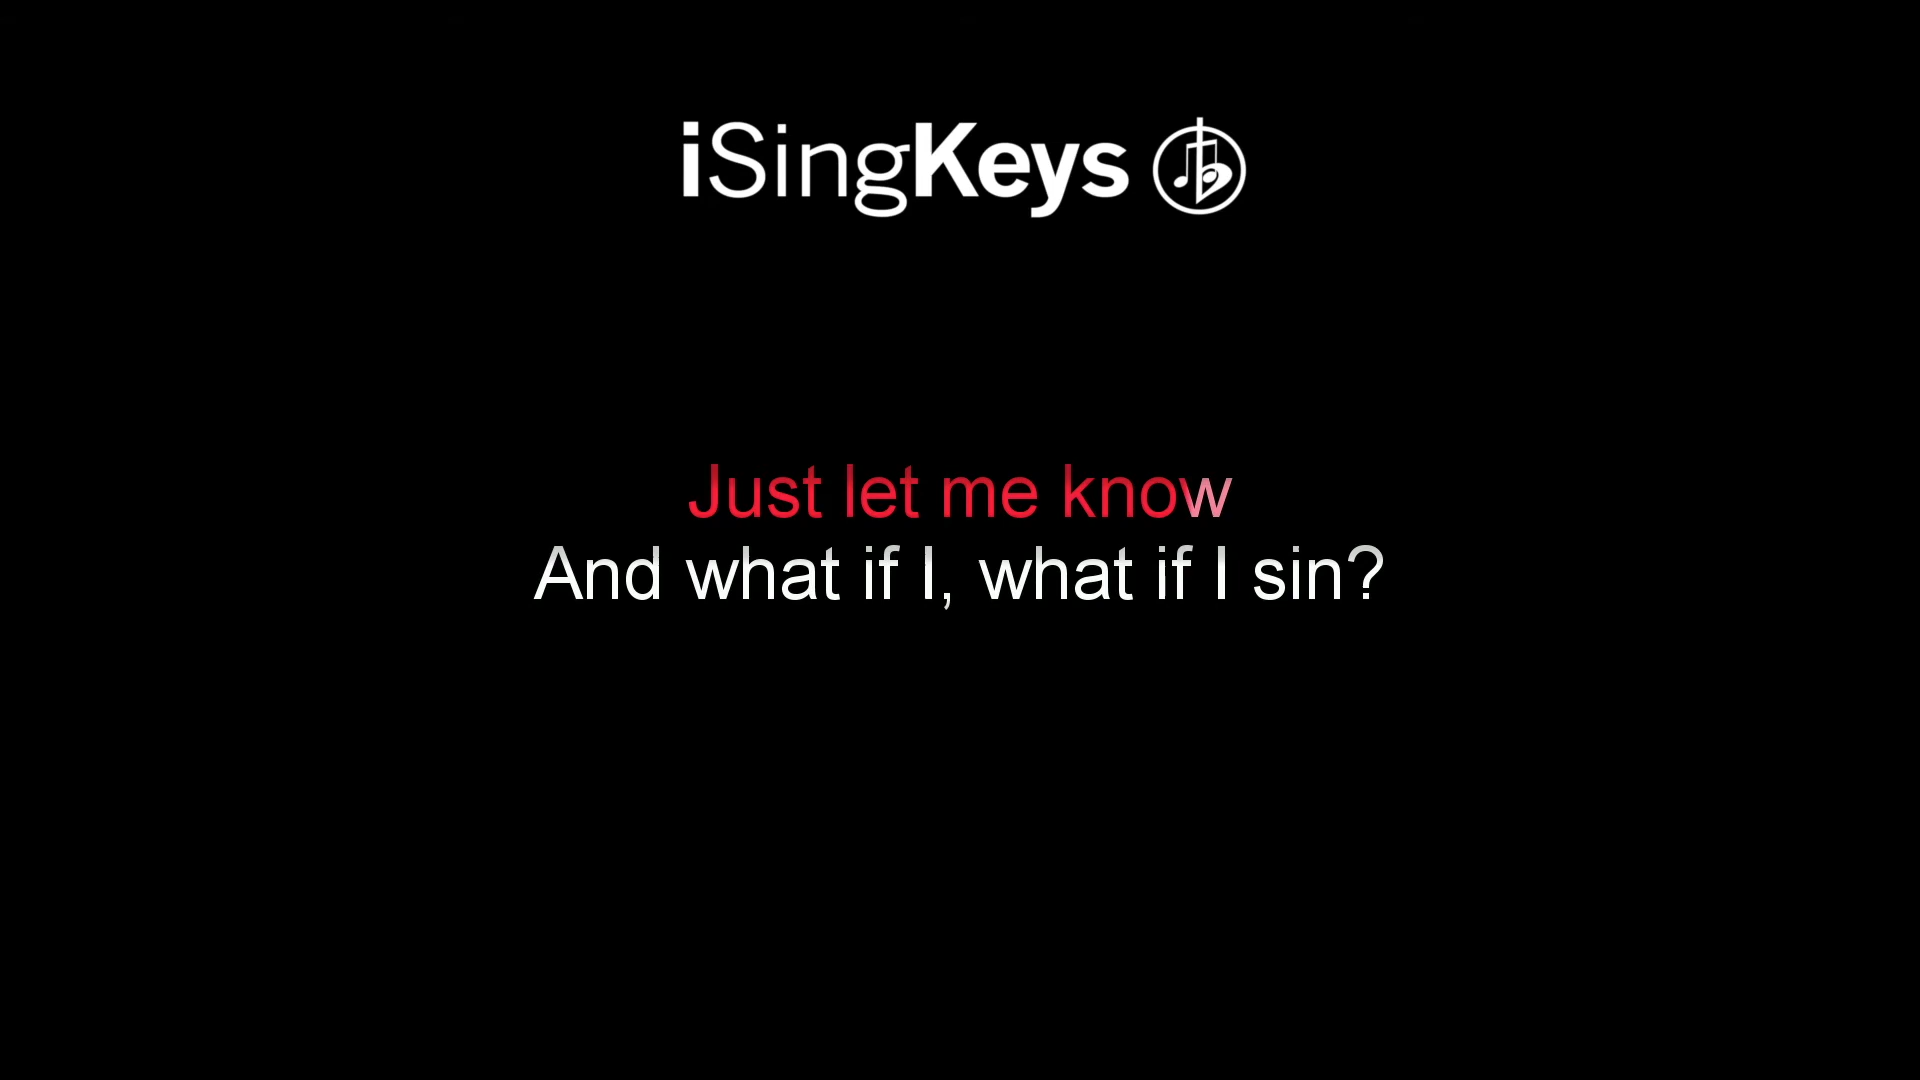 iSingKeys
Just let me know
And what if I, what if I sin?